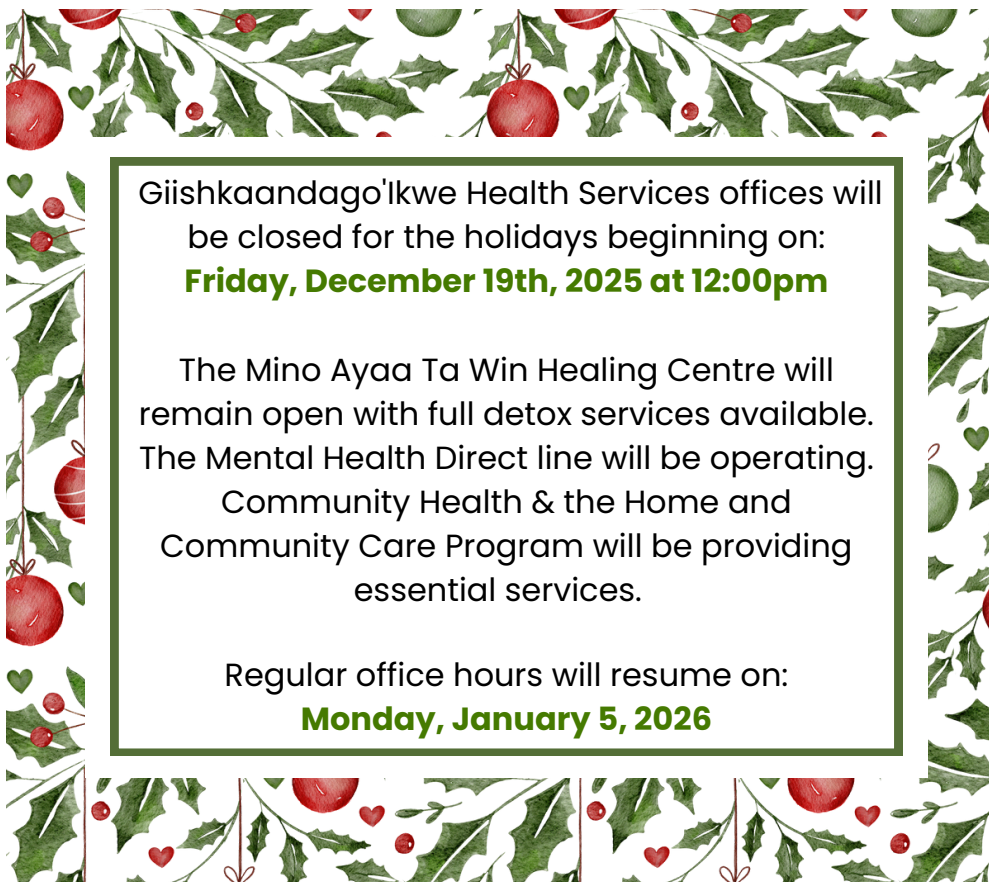 Giishkaandago'Ikwe Health Services offices will
be closed for the holidays beginning on:
Friday, December 19th, 2025 at 12:00pm
The Mino Ayaa Ta Win Healing Centre will
remain open with full detox services available.
The Mental Health Direct line will be operating.
Community Health & the Home and
Community Care Program will be providing
essential services.
Regular office hours will resume on:
Monday, January 5, 2026